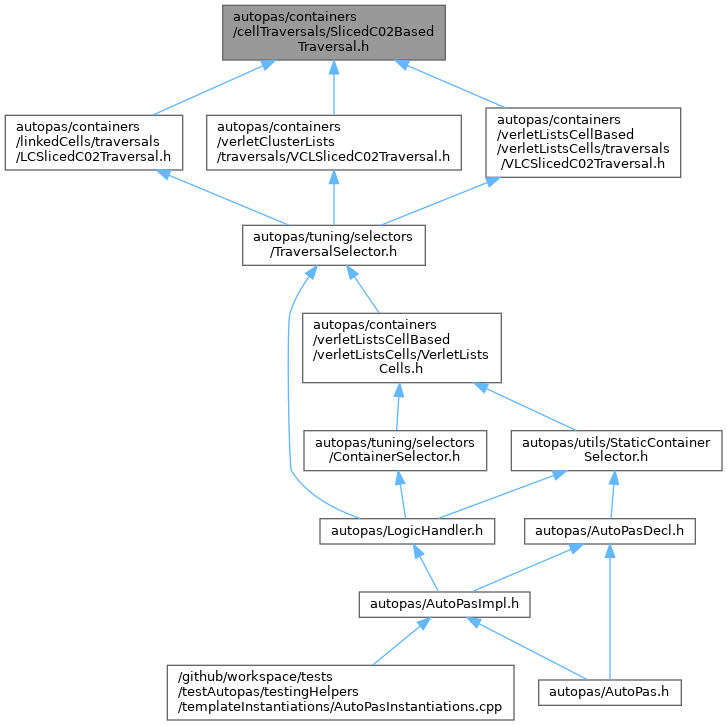 autopas/containers
/cellTraversals/SlicedC02Based
Traversal.h
autopas/containers
/linkedCells/traversals
/LCSlicedC02Traversal.h
autopas/containers
/verletClusterLists
/traversals/VCLSlicedC02Traversal.h
autopas/containers
/verletListsCellBased
/verletListsCells/traversals
/VLCSlicedC02Traversal.h
autopas/tuning/selectors
/TraversalSelector.h
autopas/containers
/verletListsCellBased
/verletListsCells/VerletLists
Cells.h
autopas/tuning/selectors
/ContainerSelector.h
autopas/utils/StaticContainer
Selector.h
autopas/LogicHandler.h
autopas/AutoPasDecl.h
autopas/AutoPasImpl.h
/github/workspace/tests
/testAutopas/testingHelpers
/templateInstantiations/AutoPasInstantiations.cpp
autopas/AutoPas.h